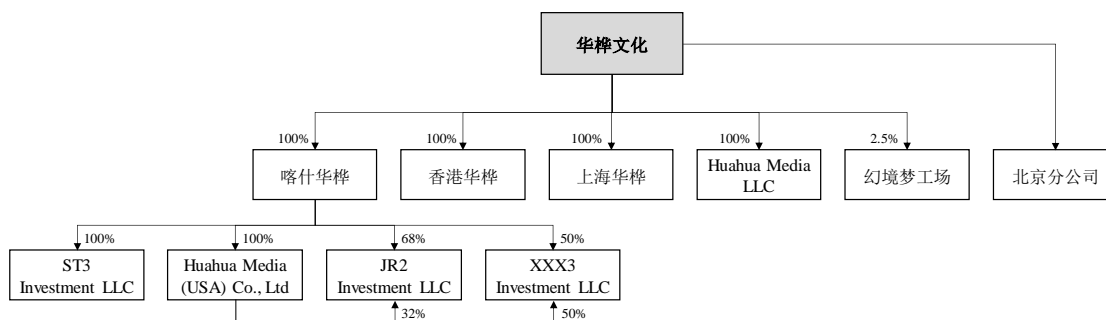 华桦文化
100%
100%
100%
100%
2.5%
喀什华桦
香港华桦
上海华桦
Huahua Media
LLC
幻境梦工场
北京分公司
100%
100%
68%
50%
ST3
Investment LLC
Huahua Media
(USA) Co., Ltd
JR2
Investment LLC
XXX3
Investment LLC
32%
50%